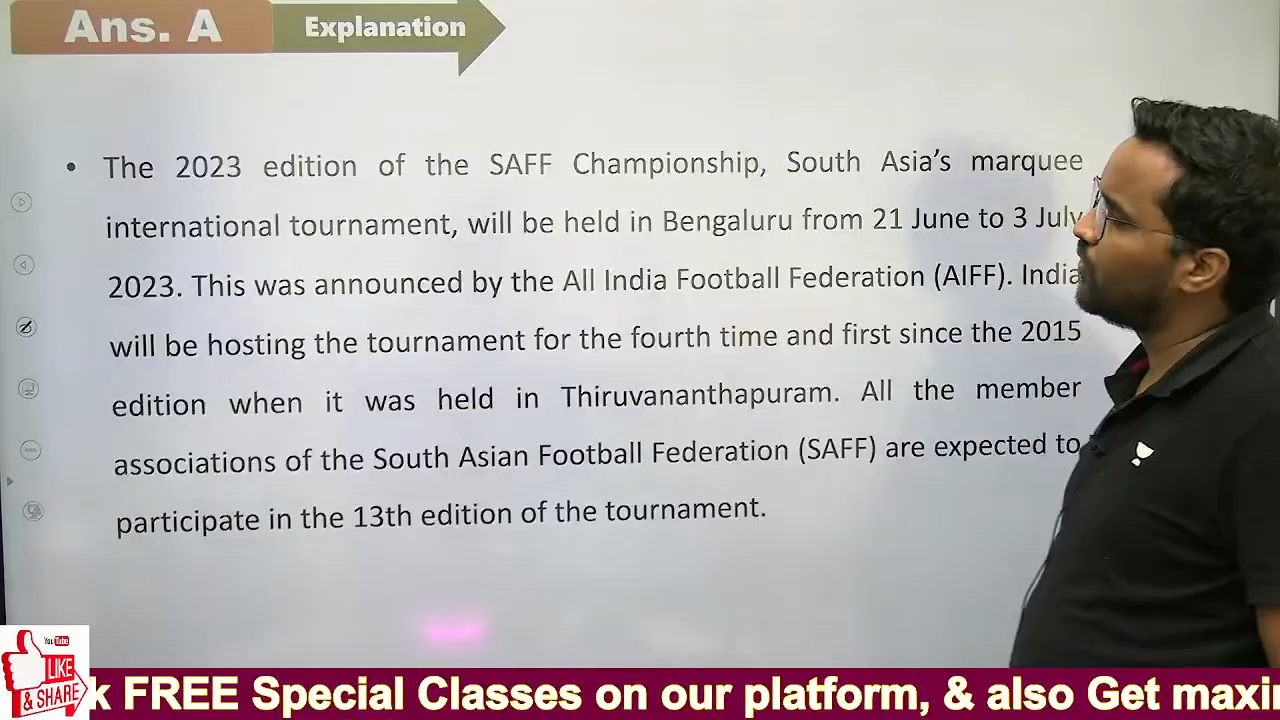 Ans. A
Explanation
• The 2023 edition of the SAFF Championship, South Asia's marquee
international tournament, will be held in Bengaluru from 21 June to 3 July
2023. This was announced by the All India Football Federation (AIFF). India
will be hosting the tournament for the fourth time and first since the 2015
edition when it was held in Thiruvananthapuram. All the member
associations of the South Asian Football Federation (SAFF) are expected to
participate in the 13th edition of the tournament.
YouTube
LIKE
& SHARE
k FREE Special Classes on our platform, & also Get maxi